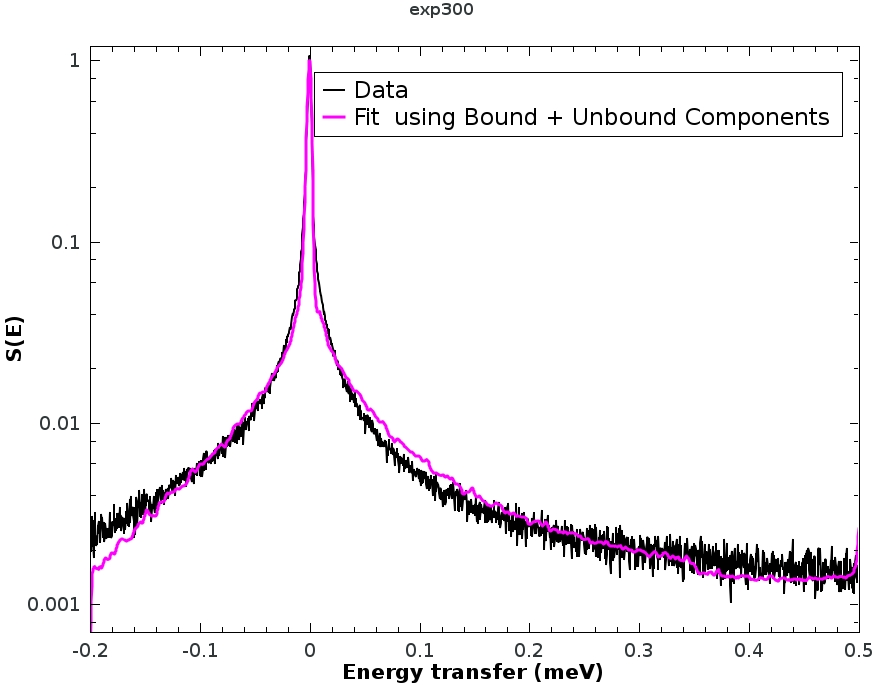 exp300
1
Data
Fit using Bound + Unbound Components
0.1
S(E)
0.01
0.001
-0.2 -0.1 0 0.1 0.2 0.3 0.4 0.5
Energy transfer (meV)